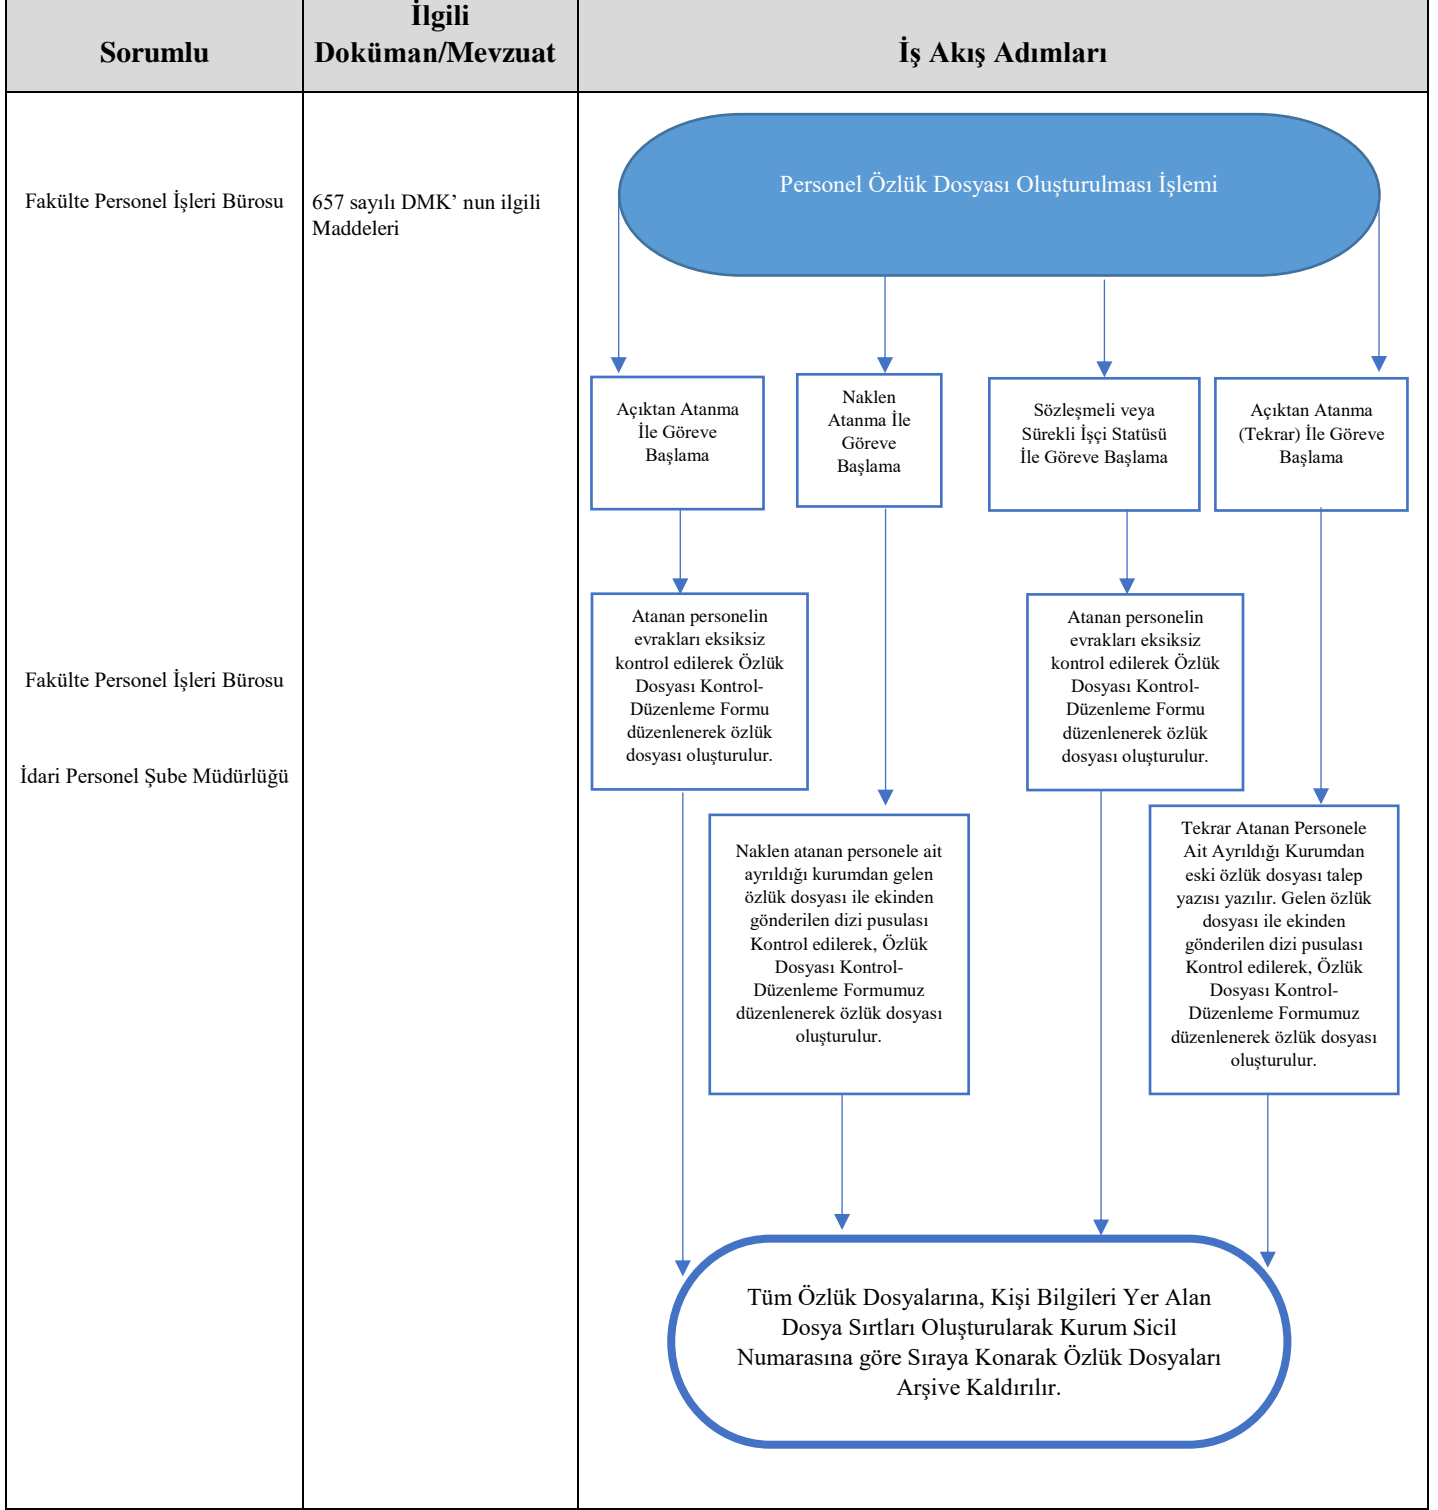 Sorumlu
İlgili
Doküman/Mevzuat
İş Akış Adımları
Fakülte Personel İşleri Bürosu
657 sayılı DMK’ nun ilgili
Maddeleri
Personel Özlük Dosyası Oluşturulması İşlemi
Açıktan Atanma
İle Göreve
Başlama
Naklen
Atanma İle
Göreve
Başlama
Sözleşmeli veya
Sürekli İşçi Statüsü
İle Göreve Başlama
Açıktan Atanma
(Tekrar) İle Göreve
Başlama
Fakülte Personel İşleri Bürosu
İdari Personel Şube Müdürlüğü
Atanan personelin
evrakları eksiksiz
kontrol edilerek Özlük
Dosyası Kontrol-
Düzenleme Formu
düzenlenerek özlük
dosyası oluşturulur.
Naklen atanan personele ait
ayrıldığı kurumdan gelen
özlük dosyası ile ekinden
gönderilen dizi pusulası
Kontrol edilerek, Özlük
Dosyası Kontrol-
Düzenleme Formumuz
düzenlenerek özlük dosyası
oluşturulur.
Atanan personelin
evrakları eksiksiz
kontrol edilerek Özlük
Dosyası Kontrol-
Düzenleme Formu
düzenlenerek özlük
dosyası oluşturulur.
Tekrar Atanan Personele
Ait Ayrıldığı Kurumdan
eski özlük dosyası talep
yazısı yazılır. Gelen özlük
dosyası ile ekinden
gönderilen dizi pusulası
Kontrol edilerek, Özlük
Dosyası Kontrol-
Düzenleme Formumuz
düzenlenerek özlük dosyası
oluşturulur.
Tüm Özlük Dosyalarına, Kişi Bilgileri Yer Alan
Dosya Sırtları Oluşturularak Kurum Sicil
Numarasına göre Sıraya Konarak Özlük Dosyaları
Arşive Kaldırılır.